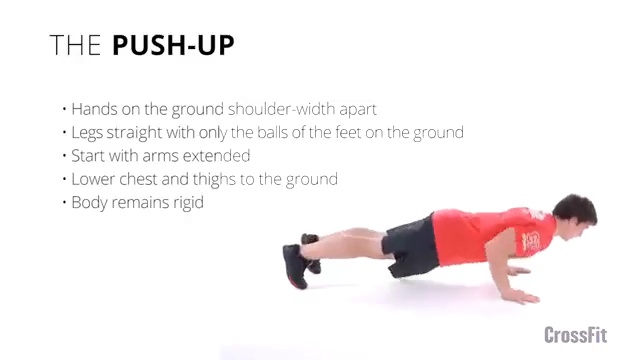 THE PUSH-UP
• Hands on the ground shoulder-width apart
• Legs straight with only the balls of the feet on the ground
• Start with arms extended
• Lower chest and thighs to the ground
• Body remains rigid
CrossFit